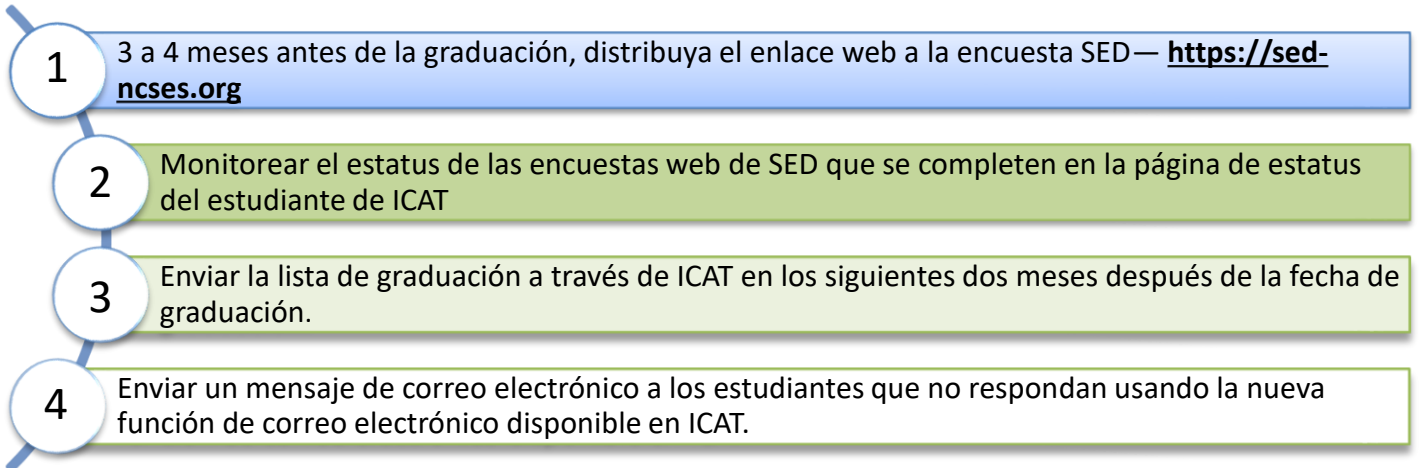 1
3 a 4 meses antes de la graduación, distribuya el enlace web a la encuesta SED— https://sed-
ncses.org
2
Monitorear el estatus de las encuestas web de SED que se completen en la página de estatus
del estudiante de ICAT
3
Enviar la lista de graduación a través de ICAT en los siguientes dos meses después de la fecha de
graduación.
4
Enviar un mensaje de correo electrónico a los estudiantes que no respondan usando la nueva
función de correo electrónico disponible en ICAT.